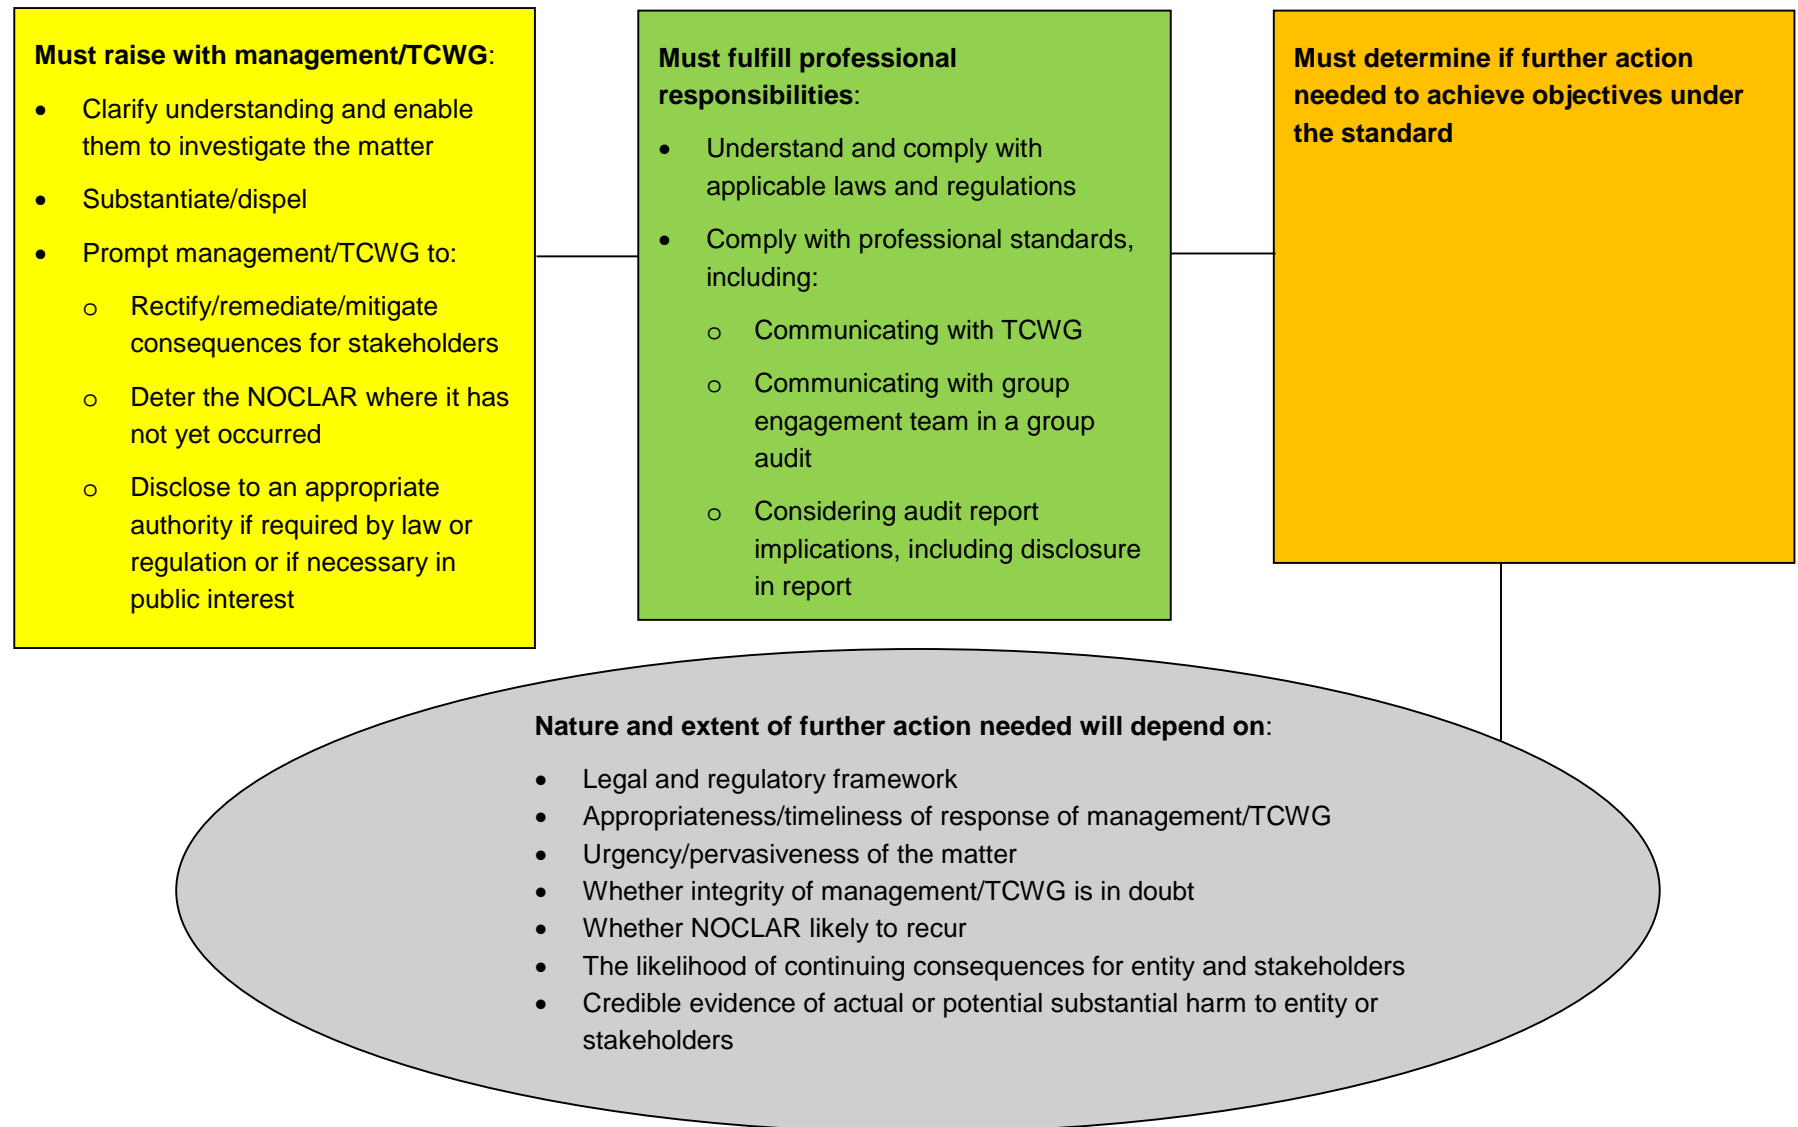 Must raise with management/TCWG:
• Clarify understanding and enable
them to investigate the matter
• Substantiate/dispel
• Prompt management/TCWG to:
o Rectify/remediate/mitigate
consequences for stakeholders
o Deter the NOCLAR where it has
not yet occurred
o Disclose to an appropriate
authority if required by law or
regulation or if necessary in
public interest
Must fulfill professional
responsibilities:
• Understand and comply with
applicable laws and regulations
• Comply with professional standards,
including:
o Communicating with TCWG
o Communicating with group
engagement team in a group
audit
o Considering audit report
implications, including disclosure
in report
Must determine if further action
needed to achieve objectives under
the standard
Nature and extent of further action needed will depend on:
• Legal and regulatory framework
• Appropriateness/timeliness of response of management/TCWG
• Urgency/pervasiveness of the matter
• Whether integrity of management/TCWG is in doubt
• Whether NOCLAR likely to recur
• The likelihood of continuing consequences for entity and stakeholders
• Credible evidence of actual or potential substantial harm to entity or
stakeholders